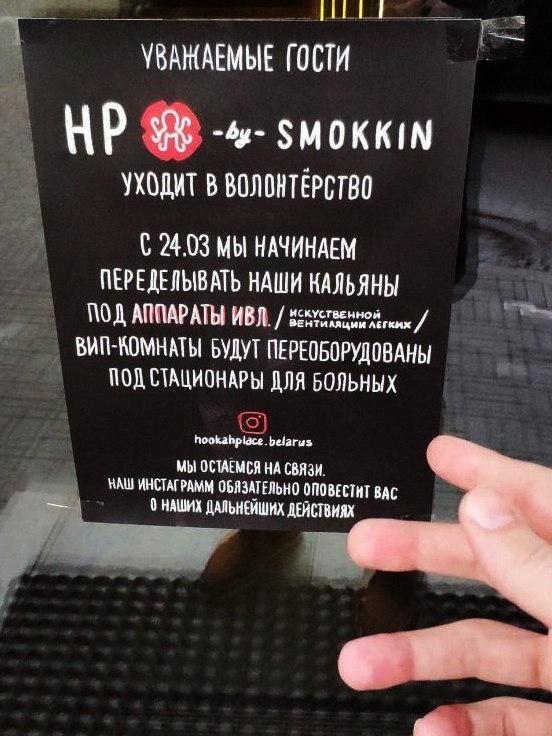 УВАЖАЕМЫЕ ГОСТИ
HP -by- SMOKKIN
УХОДИТ В ВОЛОНТЁРСТВО
С 24.03 МЫ НАЧИНАЕМ
ПЕРЕДЕЛЫВАТЬ НАШИ КАЛЬЯНЫ
ПОД АППАРАТЫ ИВЛ. / ИСКУСТВЕННОЙ ВЕНТИЛЯЦИИ ЛЕГКИХ /
ВИП-КОМНАТЫ БУДУТ ПЕРЕОБОРУДОВАНЫ
ПОД СТАЦИОНАРЫ ДЛЯ БОЛЬНЫХ
hookahplace.belarus
МЫ ОСТАЁМСЯ НА СВЯЗИ.
НАШ ИНСТАГРАММ ОБЯЗАТЕЛЬНО ОПОВЕСТИТ ВАС
О НАШИХ ДАЛЬНЕЙШИХ ДЕЙСТВИЯХ